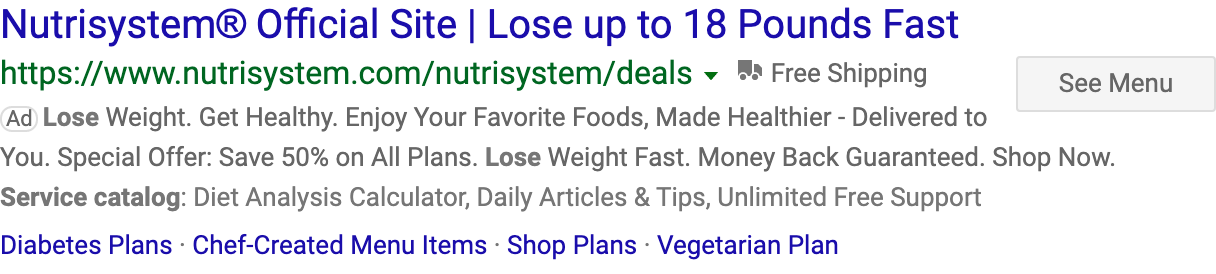 Nutrisystem® Official Site | Lose up to 18 Pounds Fast
https://www.nutrisystem.com/nutrisystem/deals Free Shipping
See Menu
Ad Lose Weight. Get Healthy. Enjoy Your Favorite Foods, Made Healthier - Delivered to
You. Special Offer: Save 50% on All Plans. Lose Weight Fast. Money Back Guaranteed. Shop Now.
Service catalog: Diet Analysis Calculator, Daily Articles & Tips, Unlimited Free Support
Diabetes Plans · Chef-Created Menu Items · Shop Plans · Vegetarian Plan